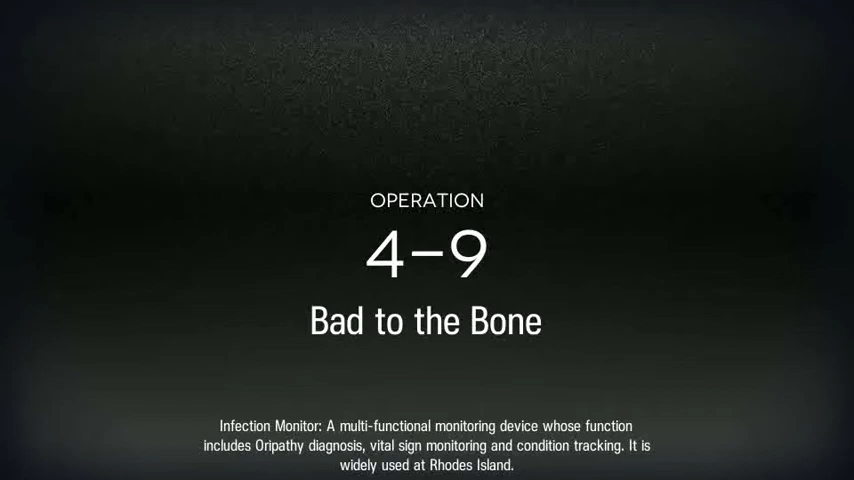 OPERATION
4–9
Bad to the Bone
Infection Monitor: A multi-functional monitoring device whose function
includes Oripathy diagnosis, vital sign monitoring and condition tracking. It is
widely used at Rhodes Island.